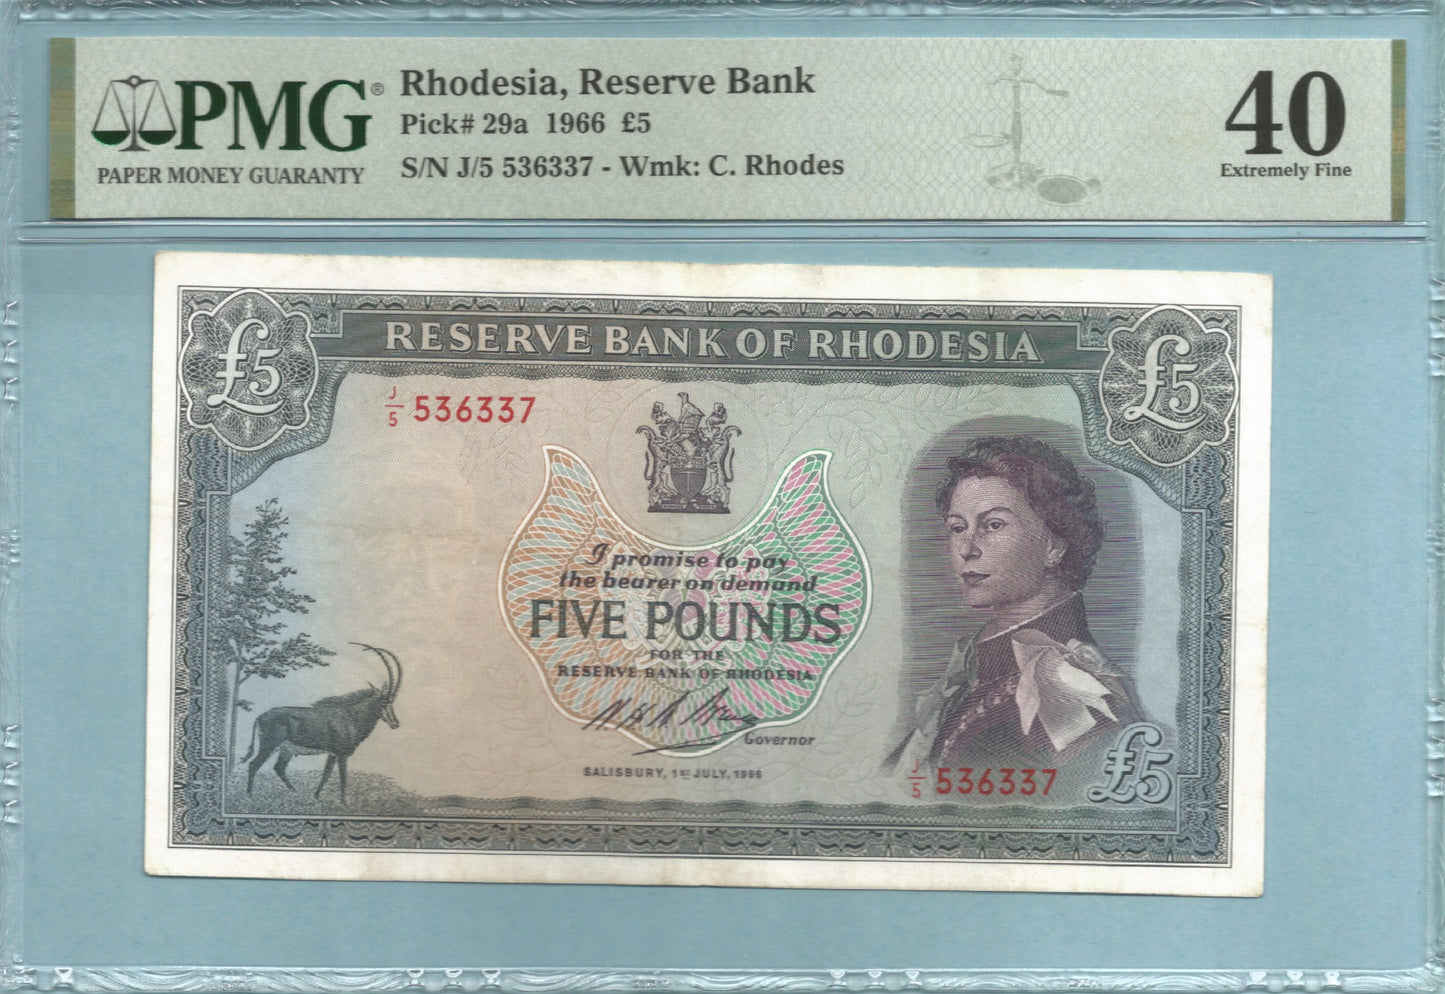 PMG®
PAPER MONEY GUARANTY
Rhodesia, Reserve Bank
Pick# 29a 1966 £5
S/N J/5 536337 - Wmk: C. Rhodes
40
Extremely Fine
£5
RESERVE BANK OF RHODESIA
£5
J/5 536337
I promise to pay
the bearer on demand
FIVE POUNDS
FOR THE
RESERVE BANK OF RHODESIA
Governor
SALISBURY, 1ST JULY, 1966
J/5 536337
£5